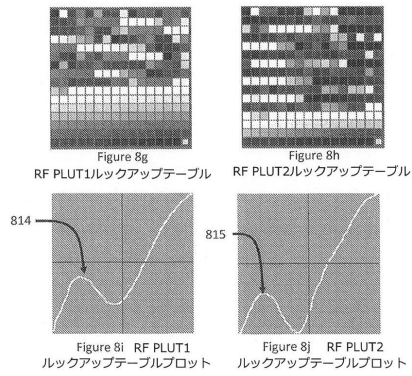 Figure 8g
RF PLUT1ルックアップテーブル
Figure 8h
RF PLUT2ルックアップテーブル
814
815
Figure 8i RF PLUT1
ルックアップテーブルプロット
Figure 8j RF PLUT2
ルックアップテーブルプロット